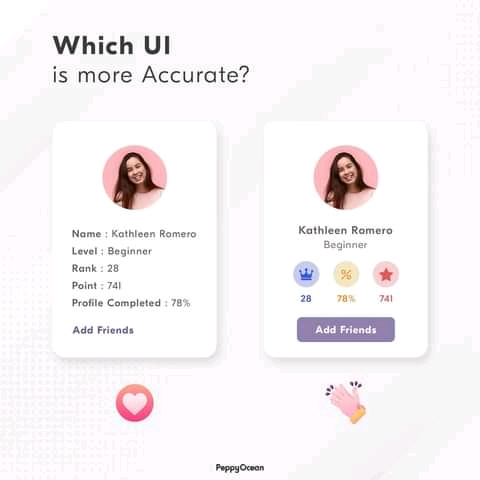 Which UI
is more Accurate?
Name : Kathleen Romero
Level : Beginner
Rank : 28
Point : 741
Profile Completed : 78%
Add Friends
Kathleen Romero
Beginner
%
28 78% 741
Add Friends
PeppyOcean